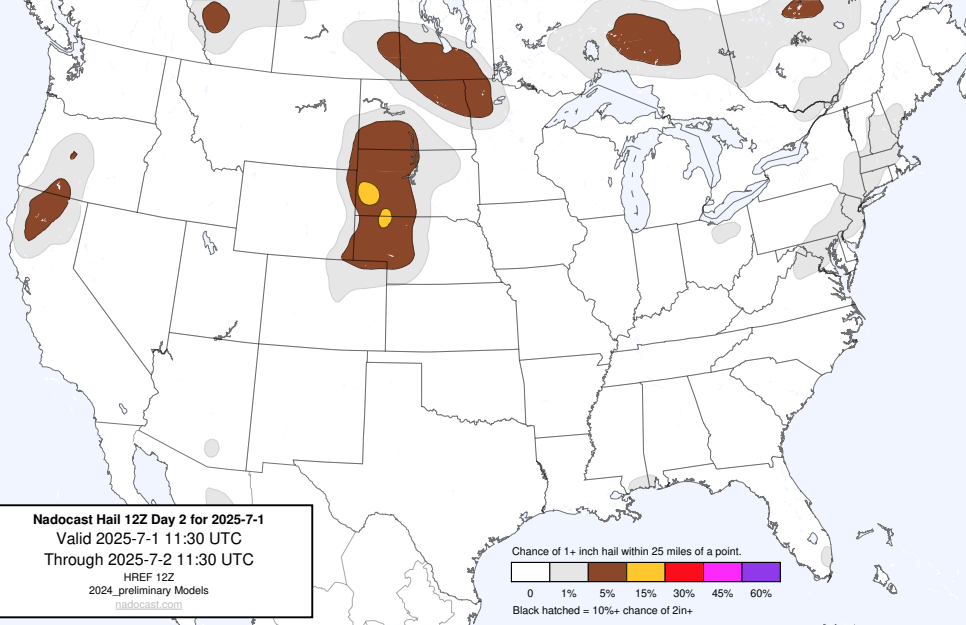 Nadocast Hail 12Z Day 2 for 2025-7-1
Valid 2025-7-1 11:30 UTC
Through 2025-7-2 11:30 UTC
HREF 12Z
2024_preliminary Models
nadocast.com
Chance of 1+ inch hail within 25 miles of a point.
0 1% 5% 15% 30% 45% 60%
Black hatched = 10%+ chance of 2in+